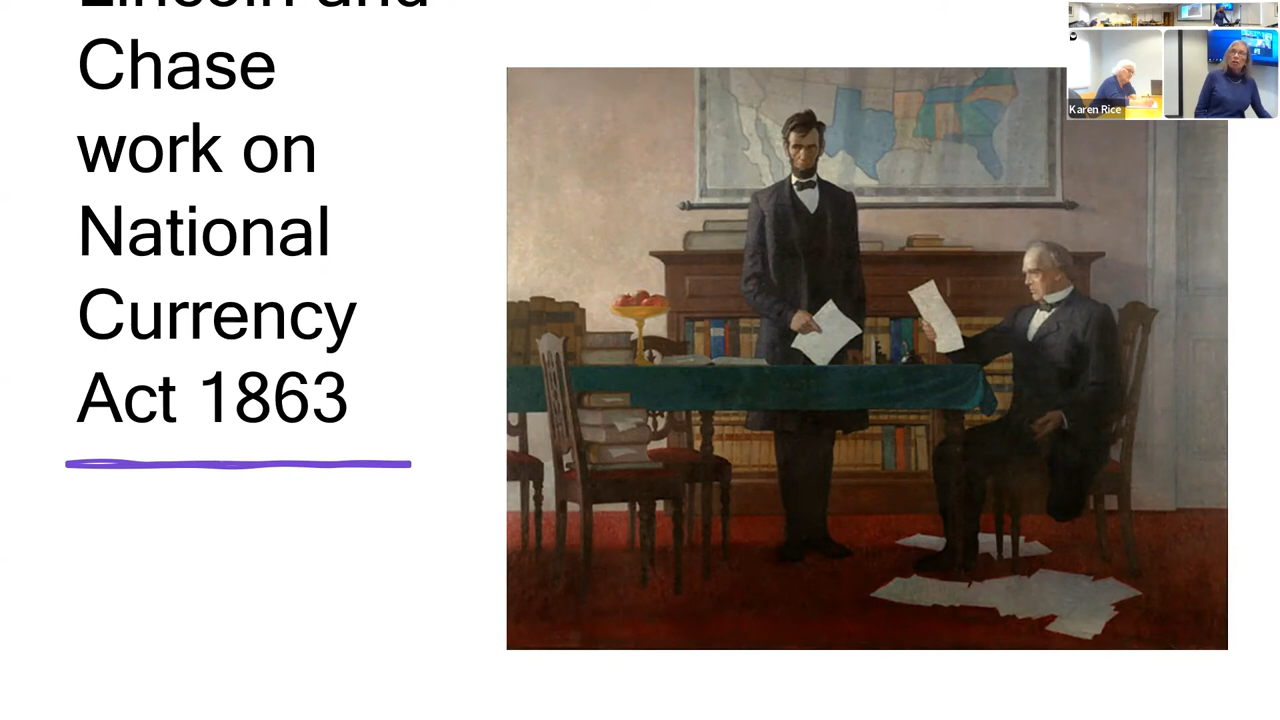 Lincoln and
Chase
work on
National
Currency
Act 1863
Karen Rice